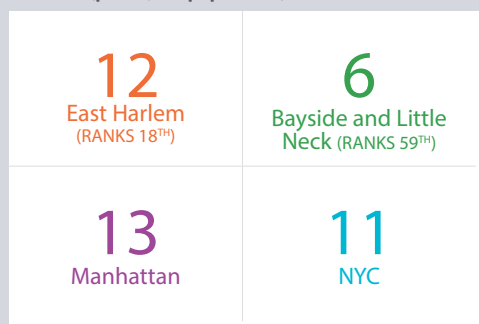 12
East Harlem
(RANKS 18TH)
6
Bayside and Little
Neck (RANKS 59TH)
13
Manhattan
11
NYC